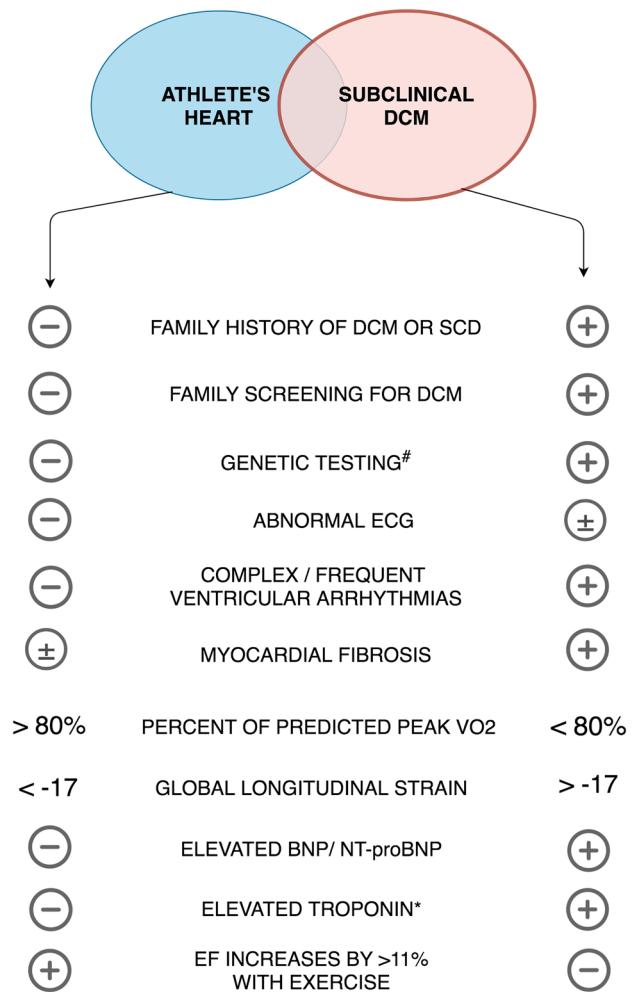 ATHLETE'S
HEART
SUBCLINICAL
DCM
− FAMILY HISTORY OF DCM OR SCD +
− FAMILY SCREENING FOR DCM +
− GENETIC TESTING# +
− ABNORMAL ECG ±
− COMPLEX / FREQUENT
VENTRICULAR ARRHYTHMIAS +
± MYOCARDIAL FIBROSIS +
> 80% PERCENT OF PREDICTED PEAK VO2 < 80%
< -17 GLOBAL LONGITUDINAL STRAIN > -17
− ELEVATED BNP/ NT-proBNP +
− ELEVATED TROPONIN* +
+ EF INCREASES BY >11%
WITH EXERCISE −